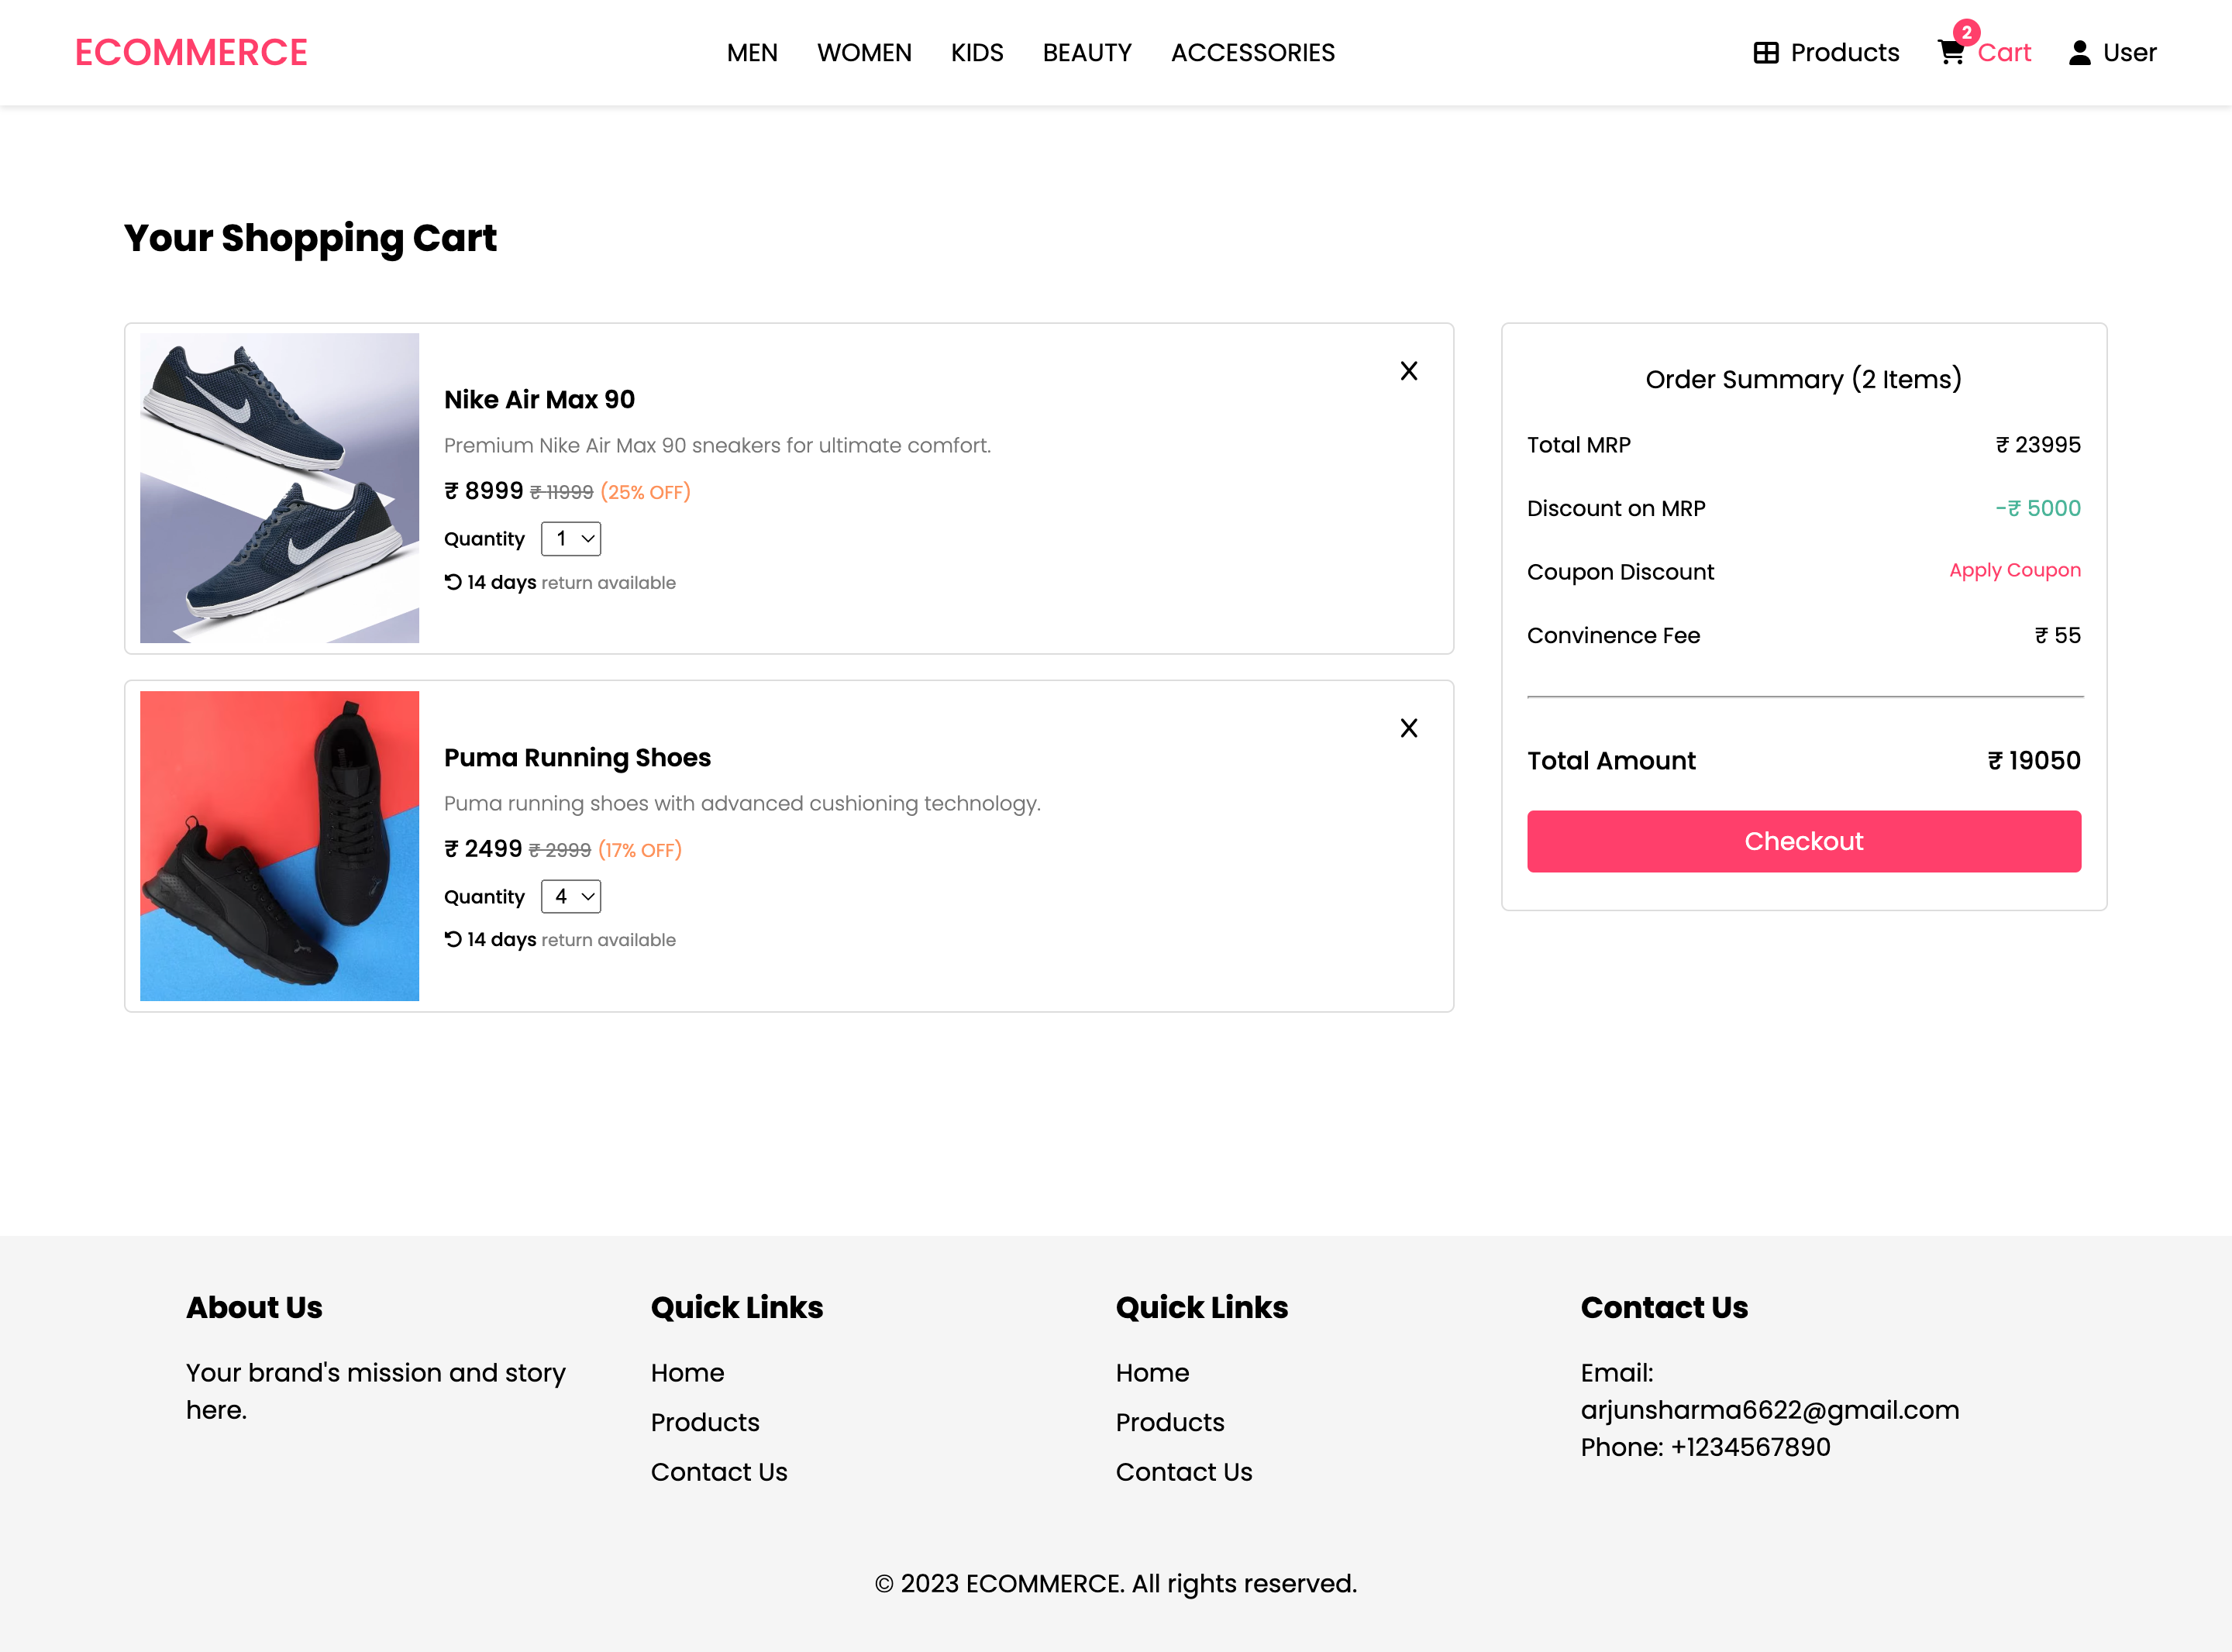 ECOMMERCE
MEN WOMEN KIDS BEAUTY ACCESSORIES
Products 2 Cart User
Your Shopping Cart
Nike Air Max 90
Premium Nike Air Max 90 sneakers for ultimate comfort.
₹ 8999 ₹ 11999 (25% OFF)
Quantity 1
14 days return available
X
Puma Running Shoes
Puma running shoes with advanced cushioning technology.
₹ 2499 ₹ 2999 (17% OFF)
Quantity 4
14 days return available
X
Order Summary (2 Items)
Total MRP ₹ 23995
Discount on MRP -₹ 5000
Coupon Discount Apply Coupon
Convinence Fee ₹ 55
Total Amount ₹ 19050
Checkout
About Us
Your brand's mission and story
here.
Quick Links
Home
Products
Contact Us
Quick Links
Home
Products
Contact Us
Contact Us
Email:
arjunsharma6622@gmail.com
Phone: +1234567890
© 2023 ECOMMERCE. All rights reserved.